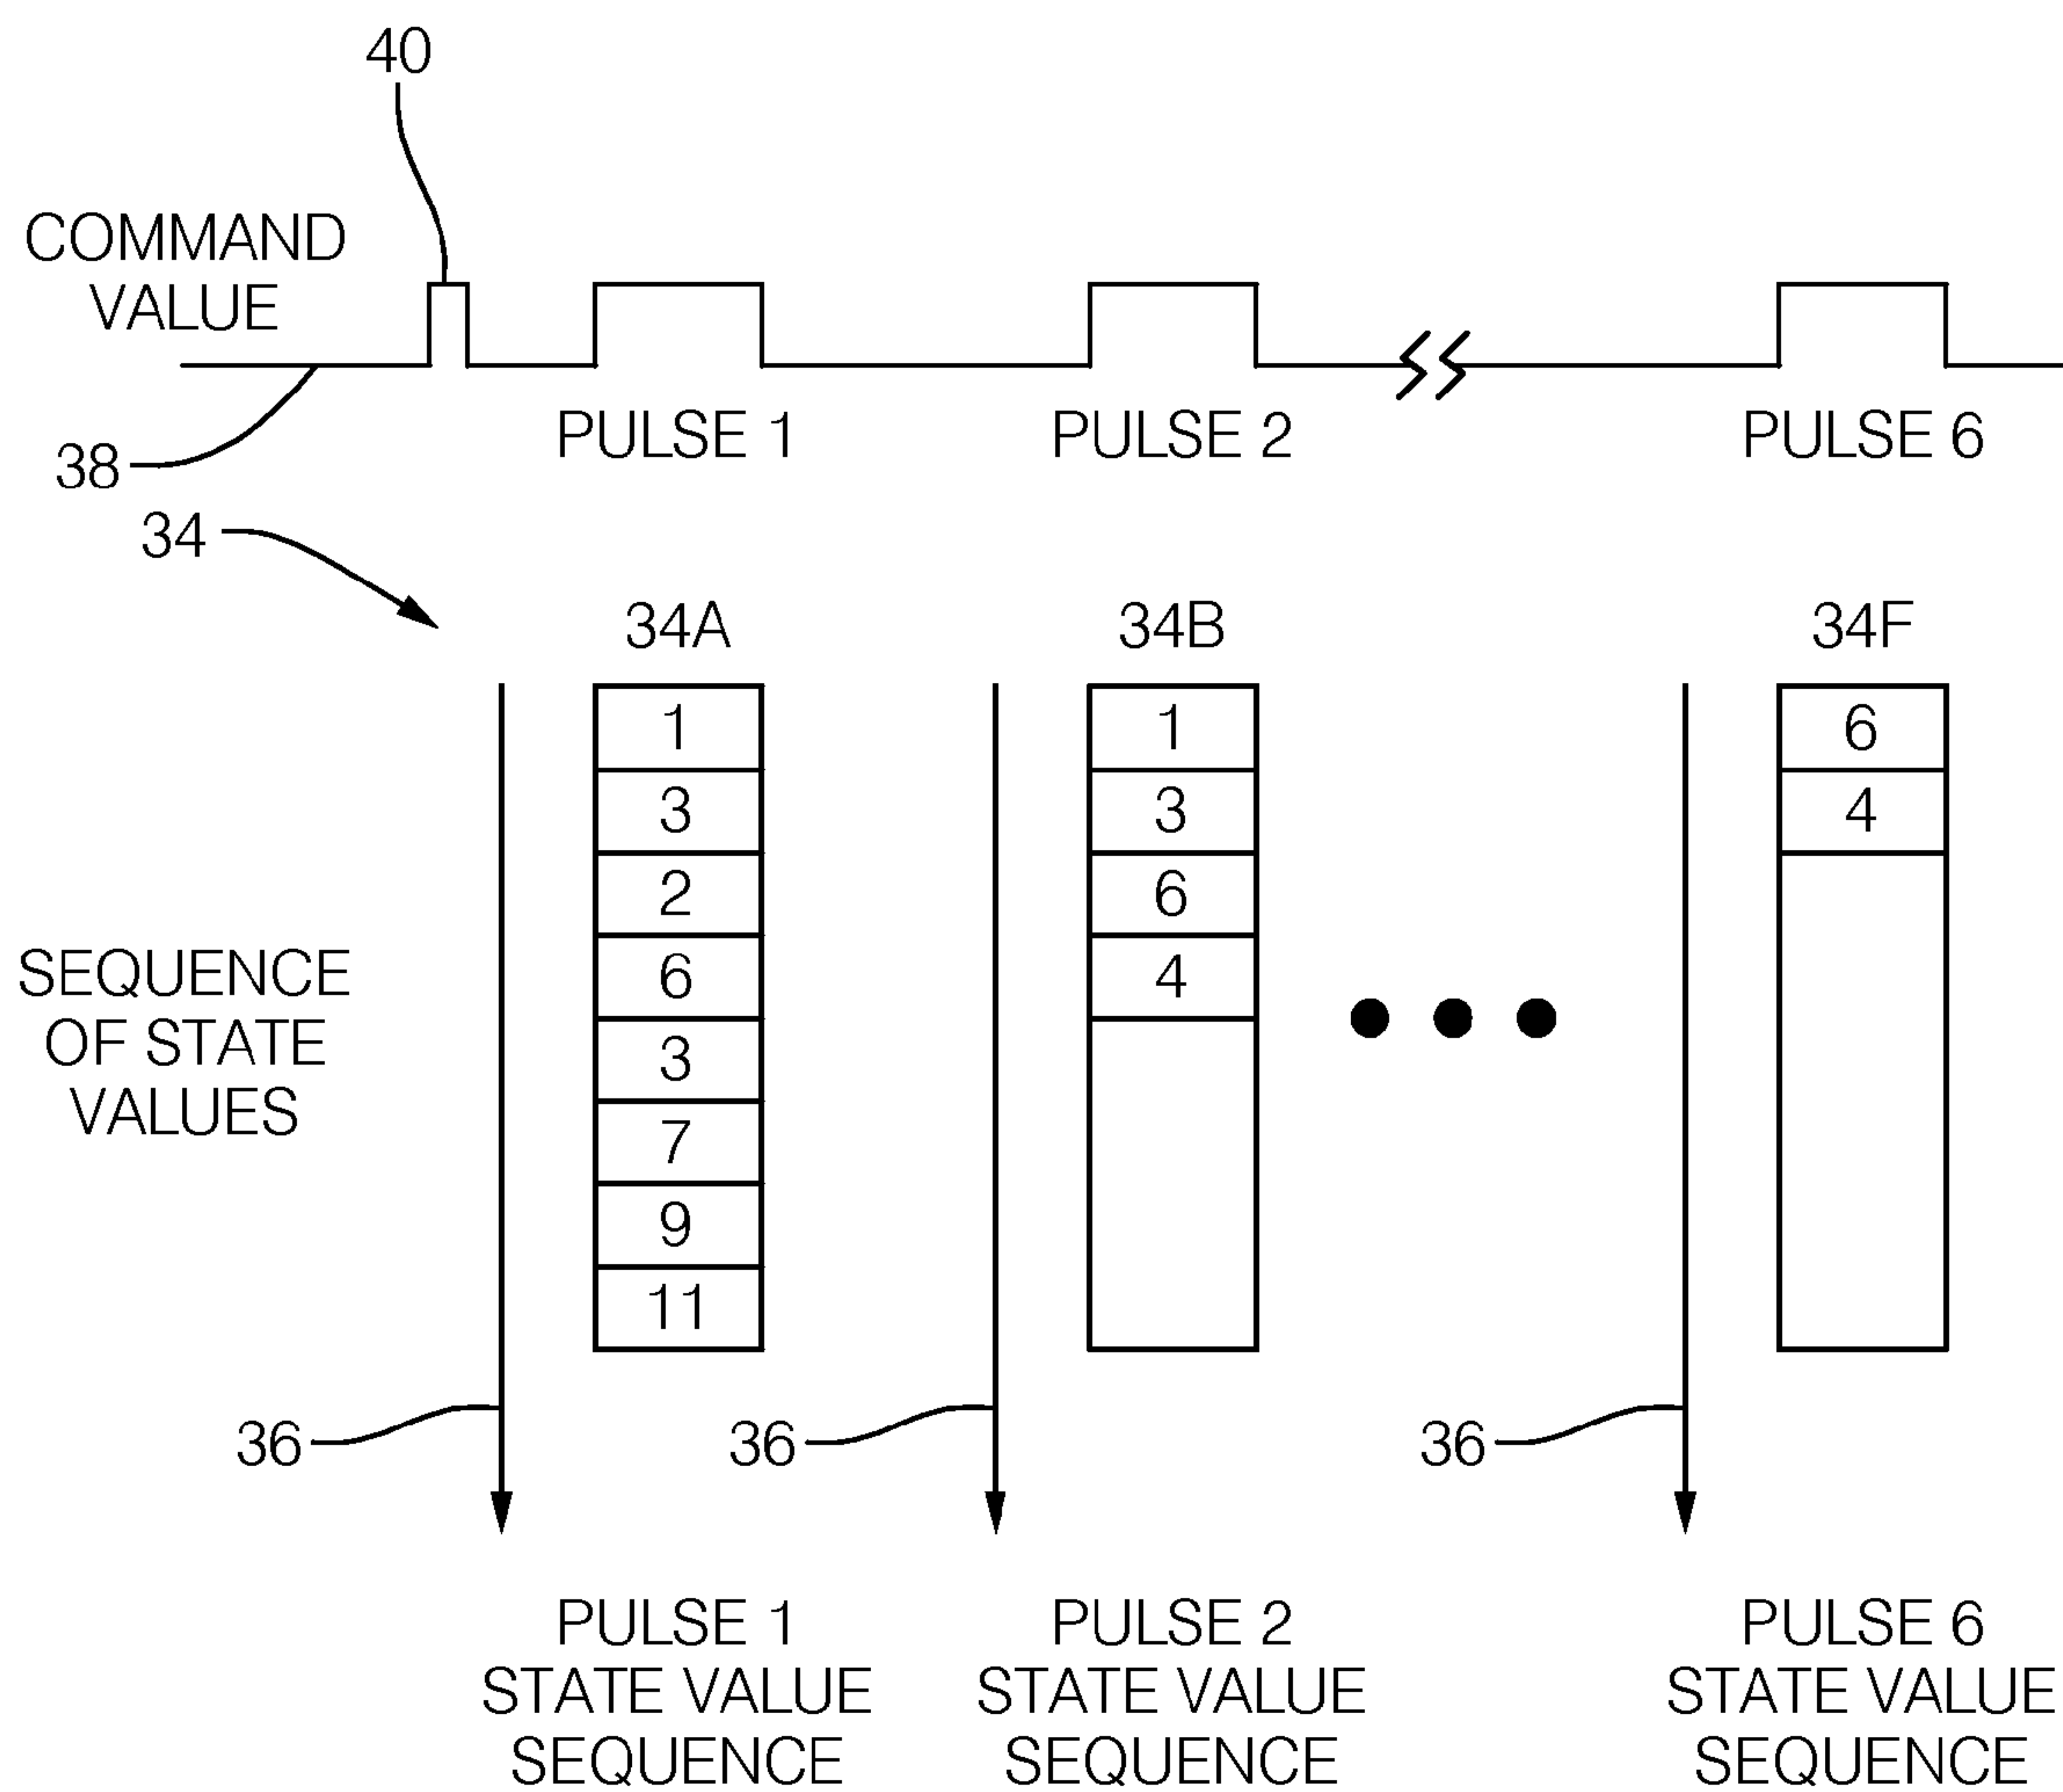 40
COMMAND
VALUE
38
PULSE 1
PULSE 2
PULSE 6
34
34A
34B
34F
1
3
2
6
3
7
9
11
1
3
6
4
6
4
SEQUENCE
OF STATE
VALUES
36
36
36
PULSE 1
STATE VALUE
SEQUENCE
PULSE 2
STATE VALUE
SEQUENCE
PULSE 6
STATE VALUE
SEQUENCE